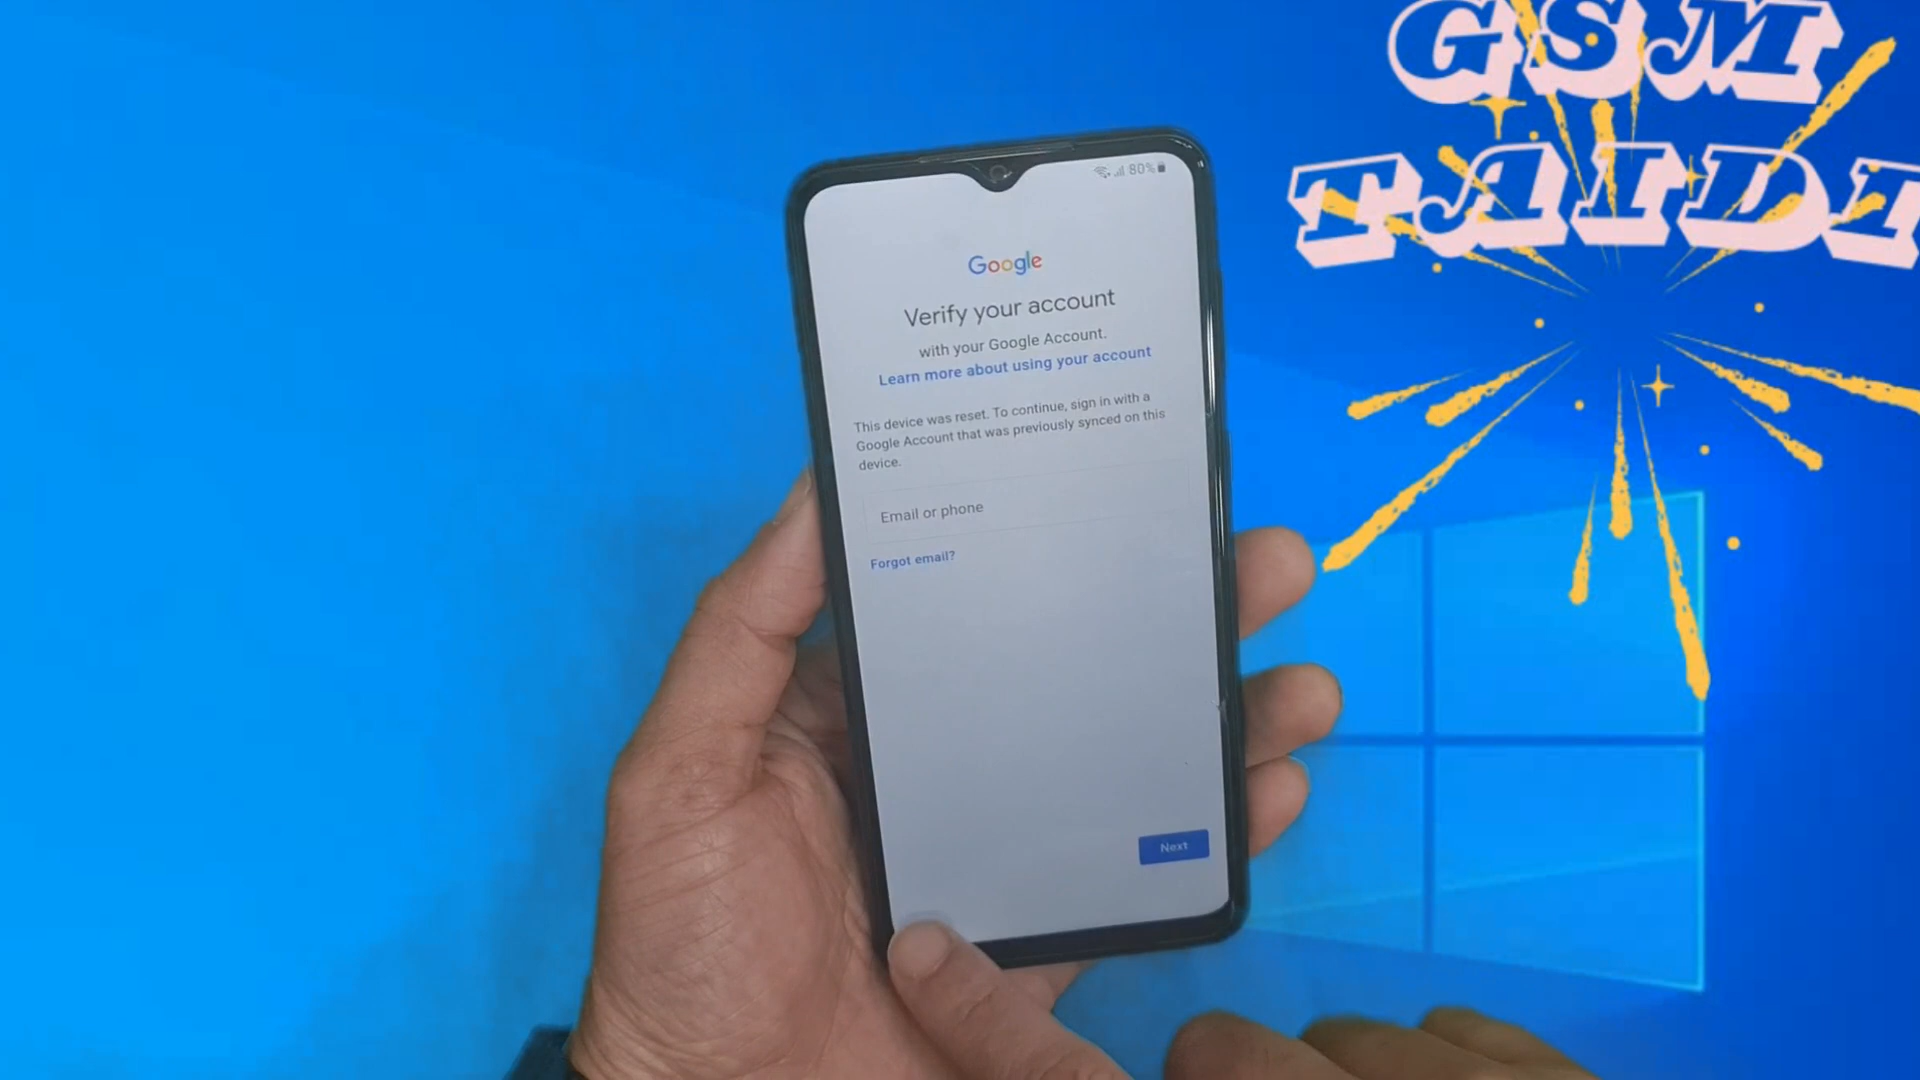 GSM
TAIDI
80%
Google
Verify your account
with your Google Account.
Learn more about using your account
This device was reset. To continue, sign in with a
Google Account that was previously synced on this
device.
Email or phone
Forgot email?
Next